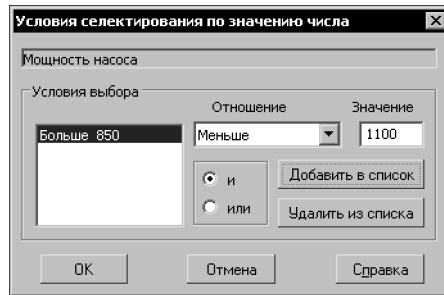 Условия селектирования по значению числа
Мощность насоса
Условия выбора
Отношение Значение
Больше 850 Меньше 1100
и Добавить в список
или Удалить из списка
OK Отмена Справка